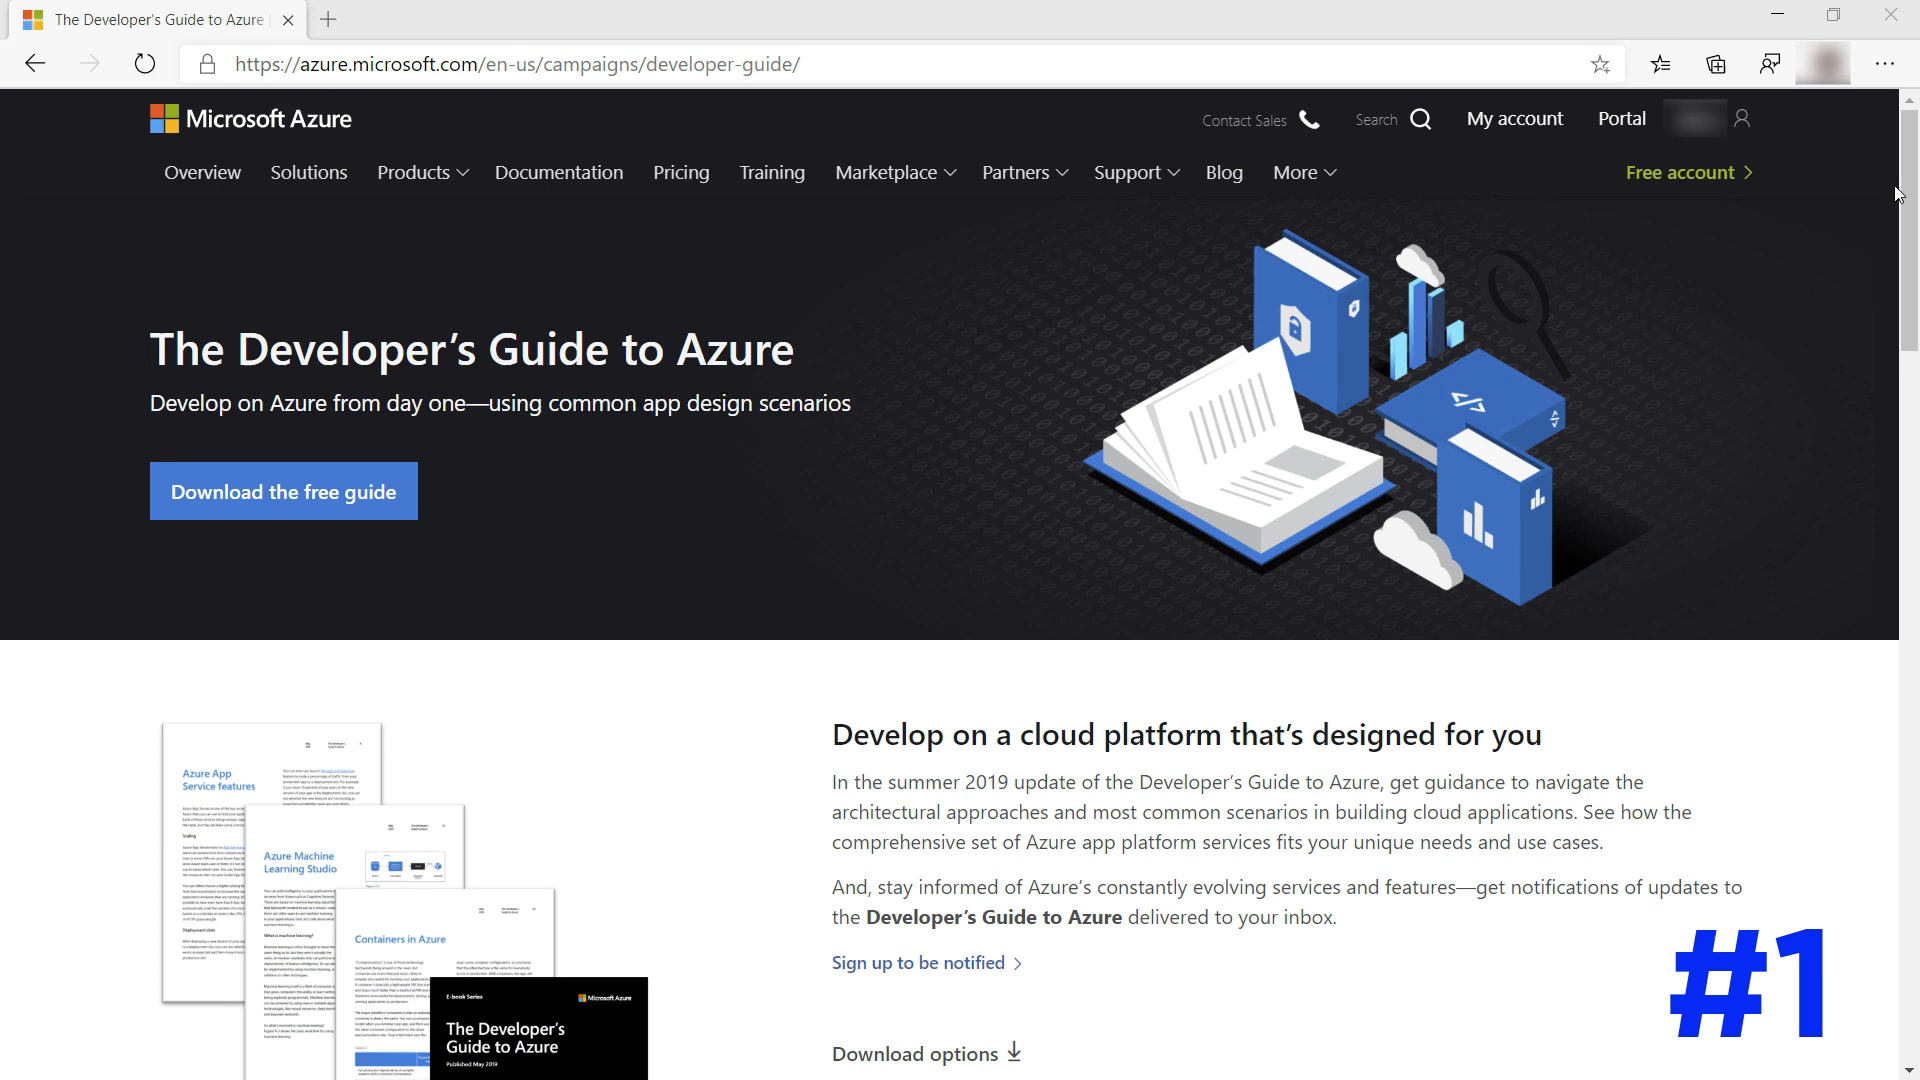 The Developer's Guide to Azure
https://azure.microsoft.com/en-us/campaigns/developer-guide/
Microsoft Azure
Contact Sales
Search
My account
Portal
Overview
Solutions
Products
Documentation
Pricing
Training
Marketplace
Partners
Support
Blog
More
Free account
The Developer’s Guide to Azure
Develop on Azure from day one—using common app design scenarios
Download the free guide
Azure App
Service features
Scaling
Deployment slots
Azure Machine
Learning Studio
What is machine learning?
Containers in Azure
E-book Series
Microsoft Azure
The Developer’s
Guide to Azure
Published May 2019
Develop on a cloud platform that’s designed for you
In the summer 2019 update of the Developer’s Guide to Azure, get guidance to navigate the
architectural approaches and most common scenarios in building cloud applications. See how the
comprehensive set of Azure app platform services fits your unique needs and use cases.
And, stay informed of Azure’s constantly evolving services and features—get notifications of updates to
the Developer’s Guide to Azure delivered to your inbox.
Sign up to be notified
Download options
#1